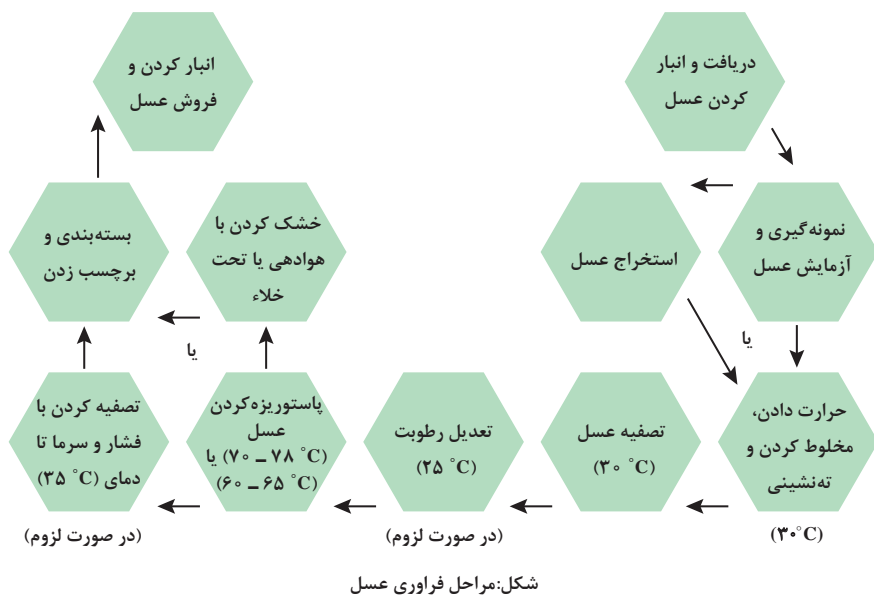 دریافت و انبار
کردن عسل
نمونه‌گیری و
آزمایش عسل
استخراج عسل
یا
حرارت دادن،
مخلوط کردن و
ته‌نشینی
(۳۰°C)
تصفیه عسل
(۳۰ °C)
تعدیل رطوبت
(۲۵ °C)
(در صورت لزوم)
پاستوریزه‌کردن
عسل
(۷۰ – ۷۸ °C) یا
(۶۰ – ۶۵ °C)
خشک کردن با
هوادهی یا تحت
خلاء
یا
تصفیه کردن با
فشار و سرما تا
دمای (۳۵ °C)
(در صورت لزوم)
بسته‌بندی و
برچسب زدن
انبار کردن و
فروش عسل
شکل:مراحل فراوری عسل